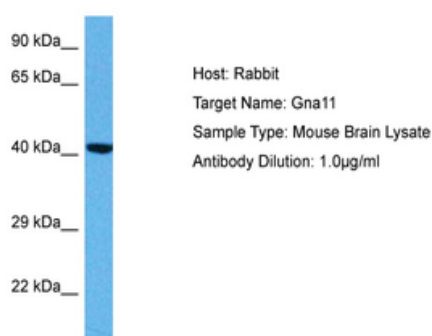 90 kDa__
65 kDa__
40 kDa__
29 kDa__
22 kDa__
Host: Rabbit
Target Name: Gna11
Sample Type: Mouse Brain Lysate
Antibody Dilution: 1.0µg/ml